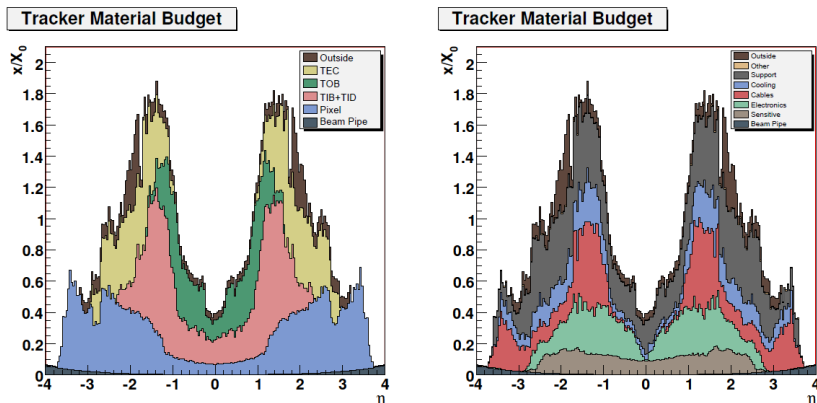 Tracker Material Budget
x/X0
2
1.8
1.6
1.4
1.2
1
0.8
0.6
0.4
0.2
0
-4 -3 -2 -1 0 1 2 3 4
η
Outside
TEC
TOB
TIB+TID
Pixel
Beam Pipe
Tracker Material Budget
x/X0
2
1.8
1.6
1.4
1.2
1
0.8
0.6
0.4
0.2
0
-4 -3 -2 -1 0 1 2 3 4
η
Outside
Other
Support
Cooling
Cables
Electronics
Sensitive
Beam Pipe